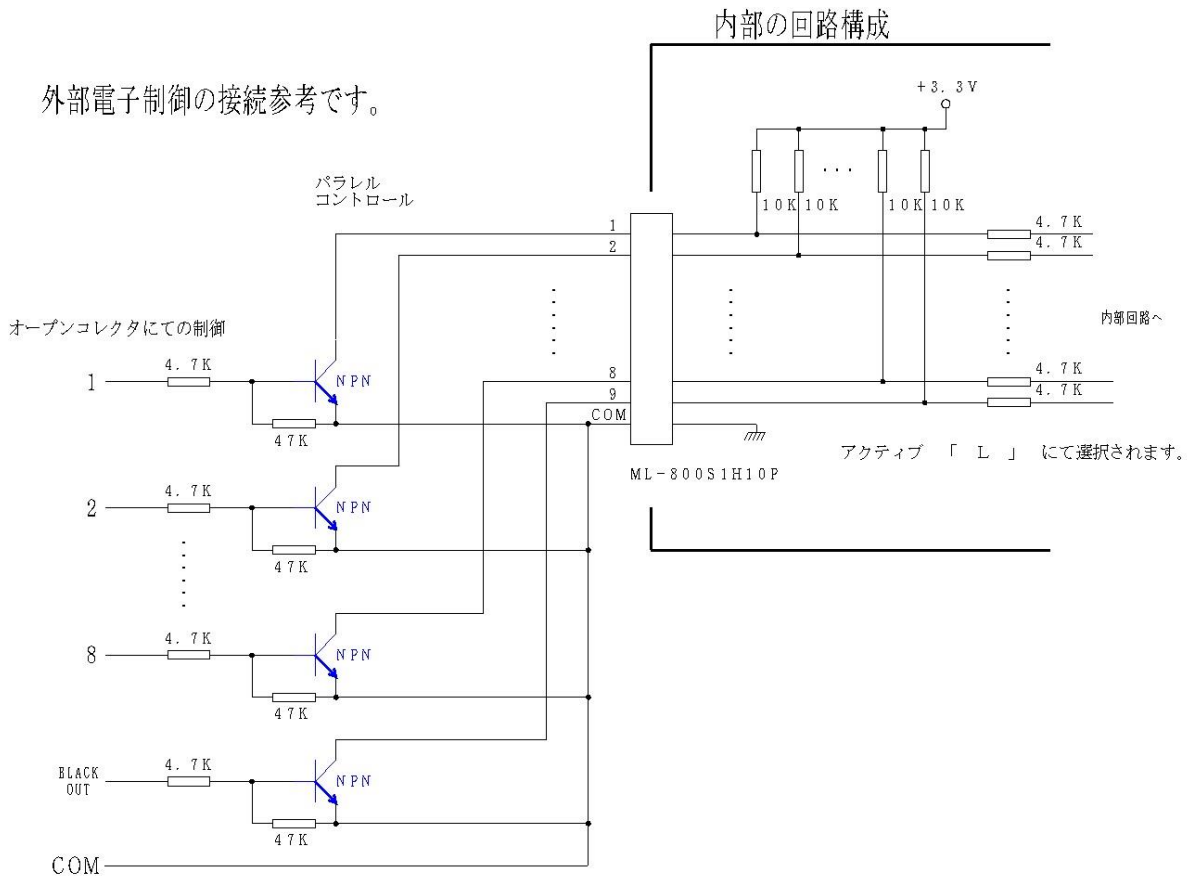 内部の回路構成
外部電子制御の接続参考です。
+3.3V
パラレル
コントロール
10K 10K ... 10K 10K
1
4.7K
2
4.7K
オープンコレクタにての制御
内部回路へ
4.7K
1
NPN
47K
8
4.7K
9
4.7K
COM
アクティブ 「 L 」 にて選択されます。
ML-800S1H10P
4.7K
2
NPN
47K
4.7K
8
NPN
47K
4.7K
BLACK
OUT
NPN
47K
COM